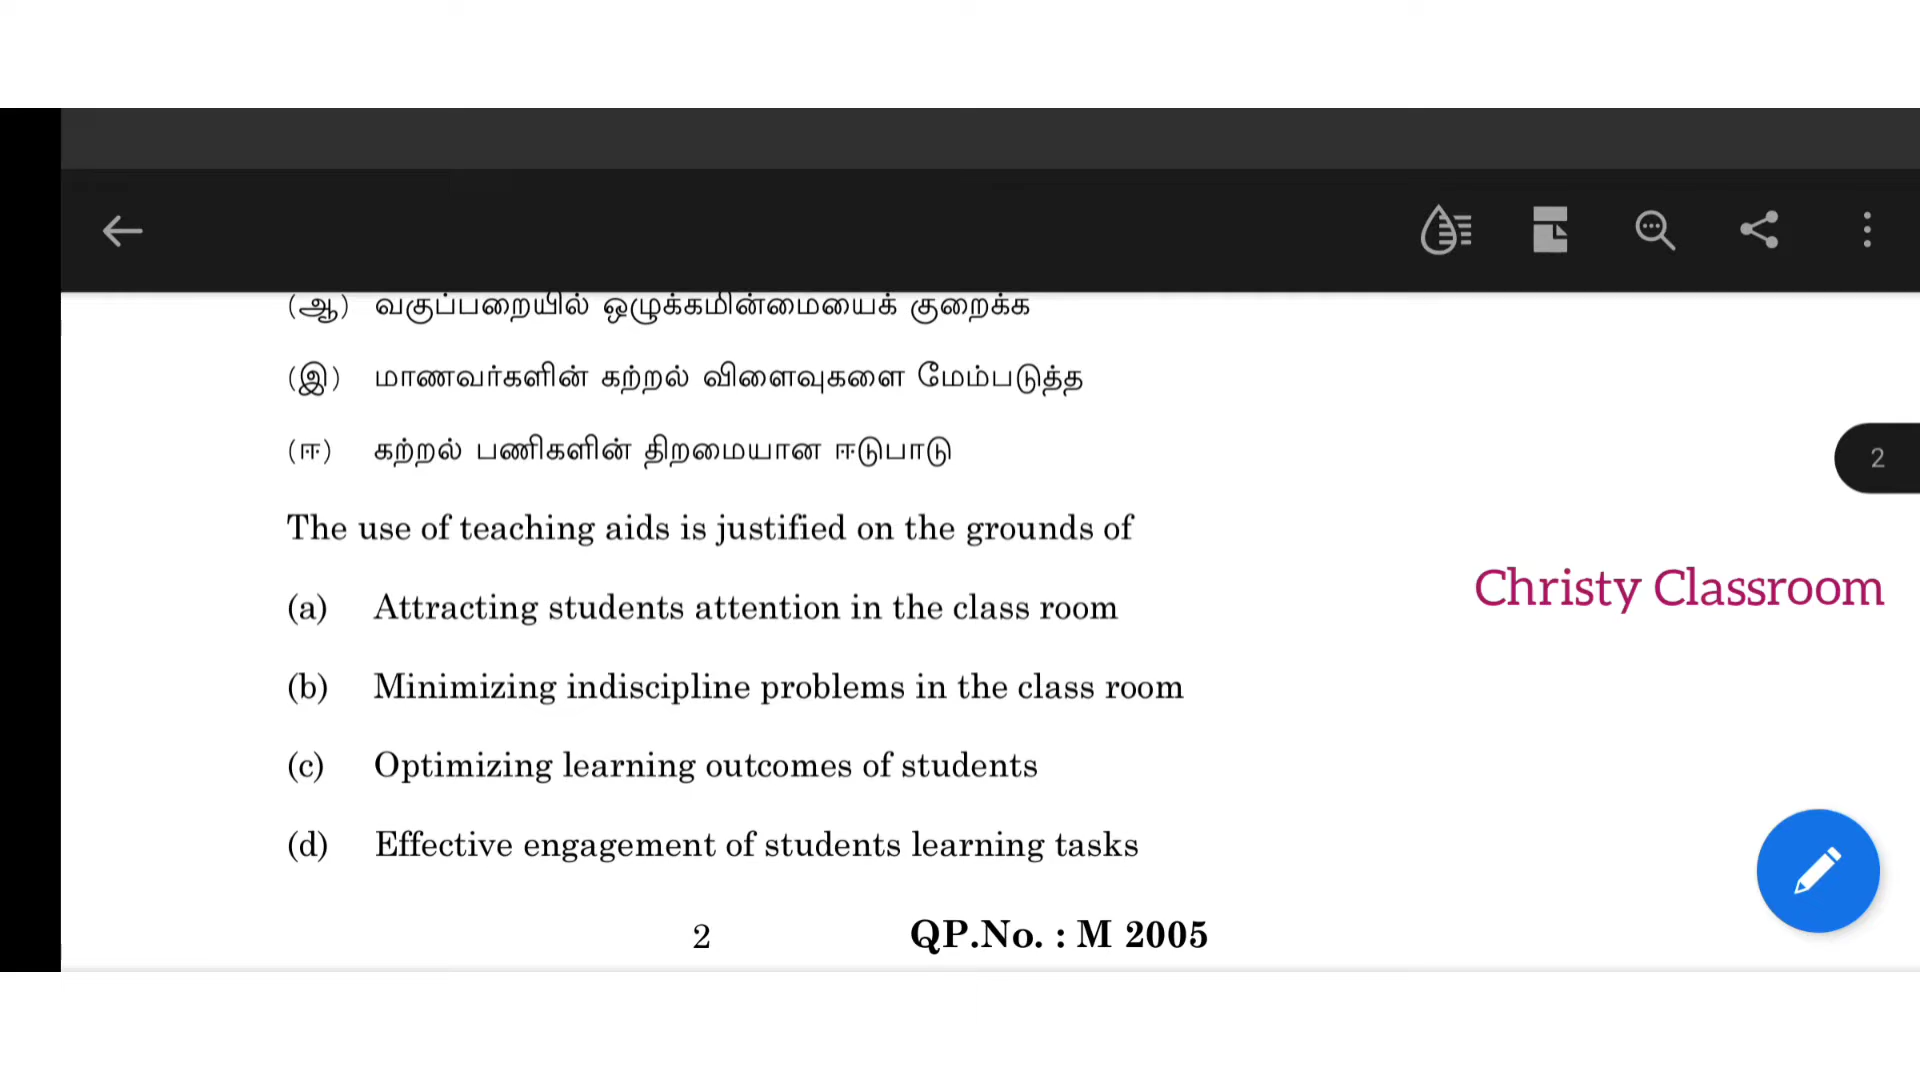 (ஆ) வகுப்பறையில் ஒழுக்கமின்மையைக் குறைக்க
(இ) மாணவர்களின் கற்றல் விளைவுகளை மேம்படுத்த
(ஈ) கற்றல் பணிகளின் திறமையான ஈடுபாடு
2
The use of teaching aids is justified on the grounds of
Christy Classroom
(a) Attracting students attention in the class room
(b) Minimizing indiscipline problems in the class room
(c) Optimizing learning outcomes of students
(d) Effective engagement of students learning tasks
2 QP.No. : M 2005